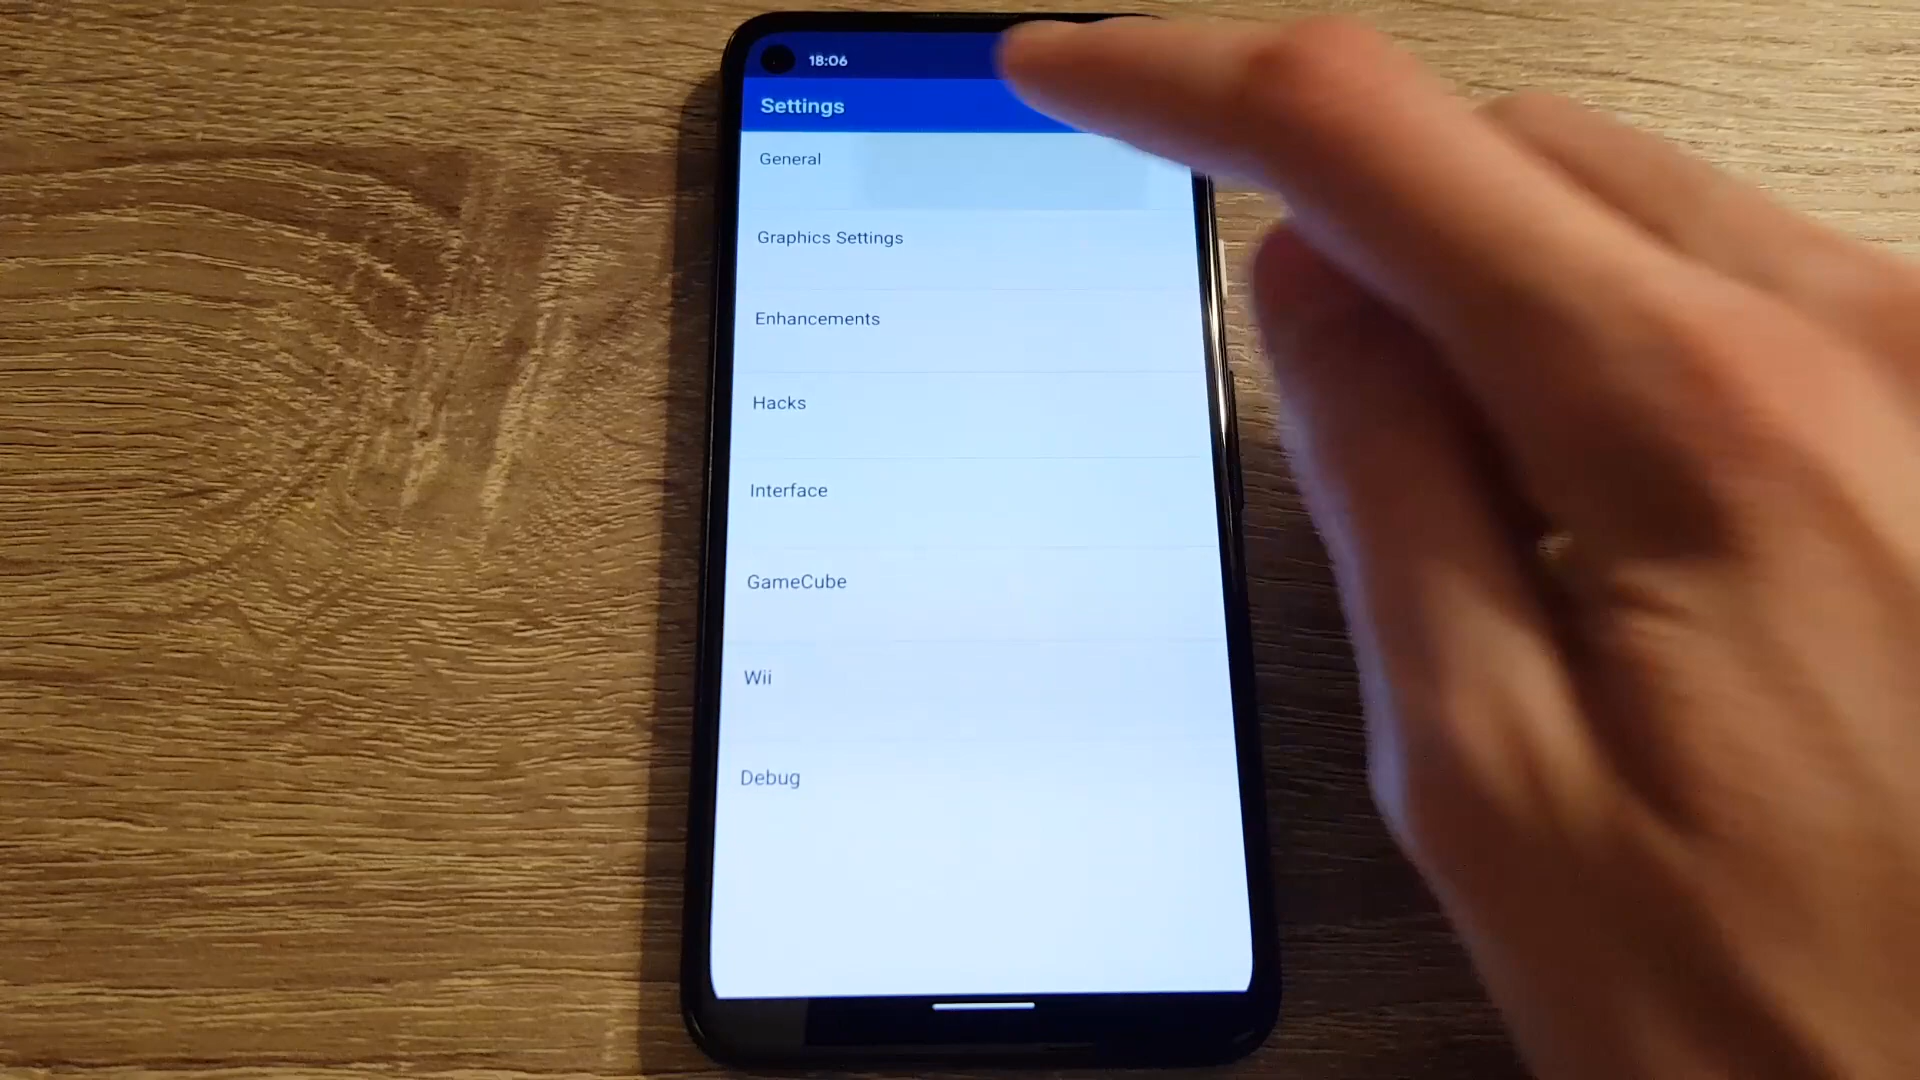 18:06
Settings
General
Graphics Settings
Enhancements
Hacks
Interface
GameCube
Wii
Debug